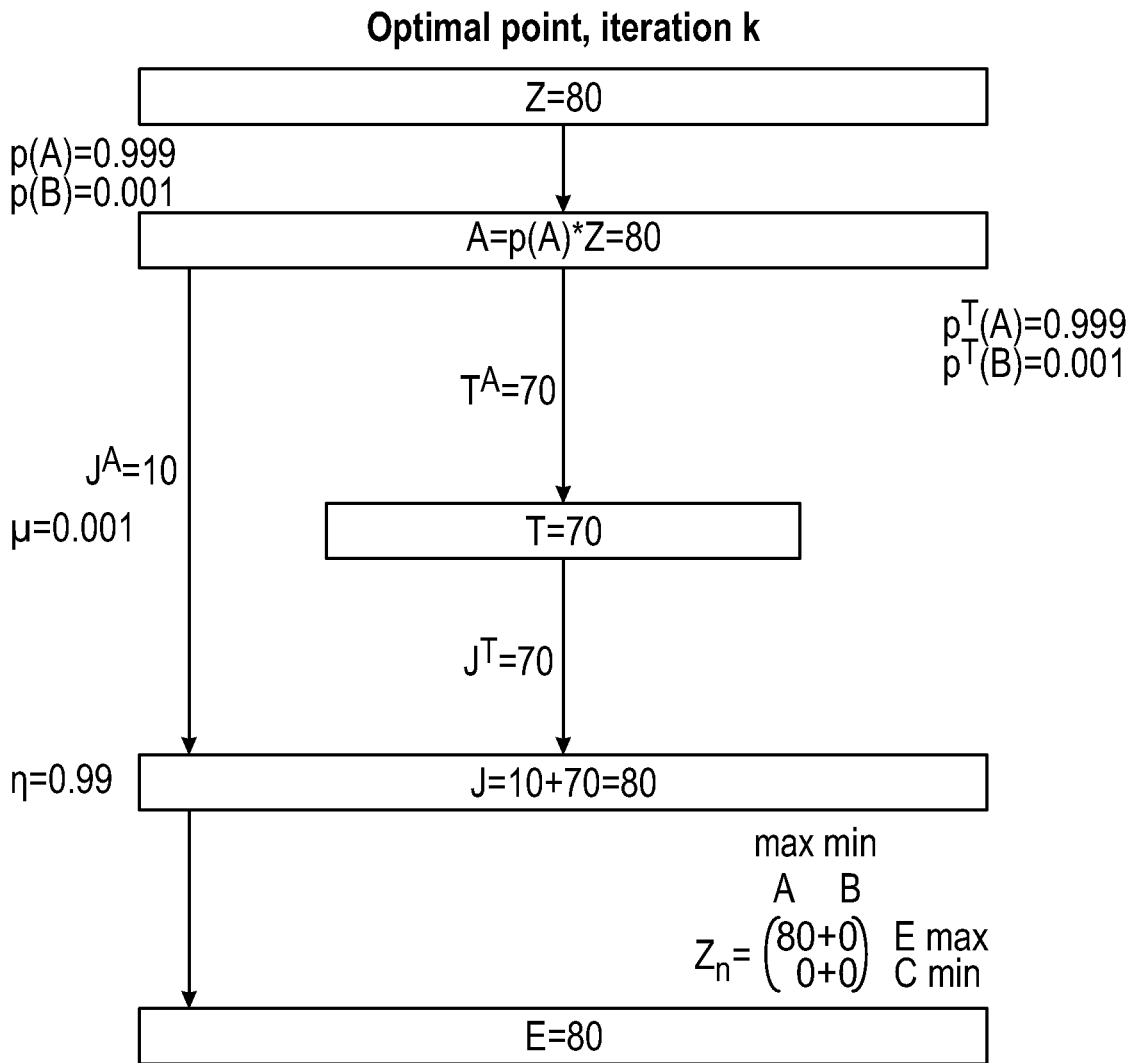 Optimal point, iteration k
Z=80
p(A)=0.999
p(B)=0.001
A=p(A)*Z=80
p^T(A)=0.999
p^T(B)=0.001
T^A=70
J^A=10
μ=0.001
T=70
J^T=70
η=0.99
J=10+70=80
max min
A B
Z_n= (80+0) E max
(0+0) C min
E=80